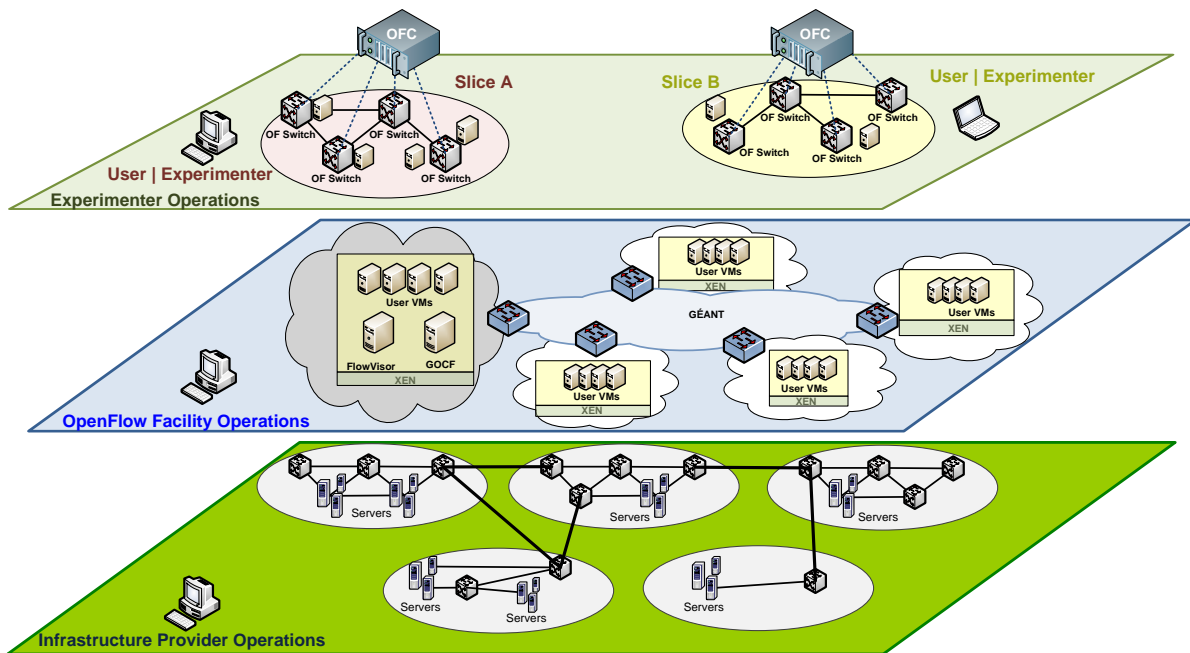 OFC
OFC
Slice A
Slice B
User | Experimenter
OF Switch
OF Switch
OF Switch
OF Switch
OF Switch
OF Switch
OF Switch
OF Switch
User | Experimenter
Experimenter Operations
User VMs
XEN
User VMs
XEN
User VMs
FlowVisor
GOCF
XEN
GÉANT
User VMs
XEN
User VMs
XEN
OpenFlow Facility Operations
Servers
Servers
Servers
Servers
Servers
Servers
Infrastructure Provider Operations